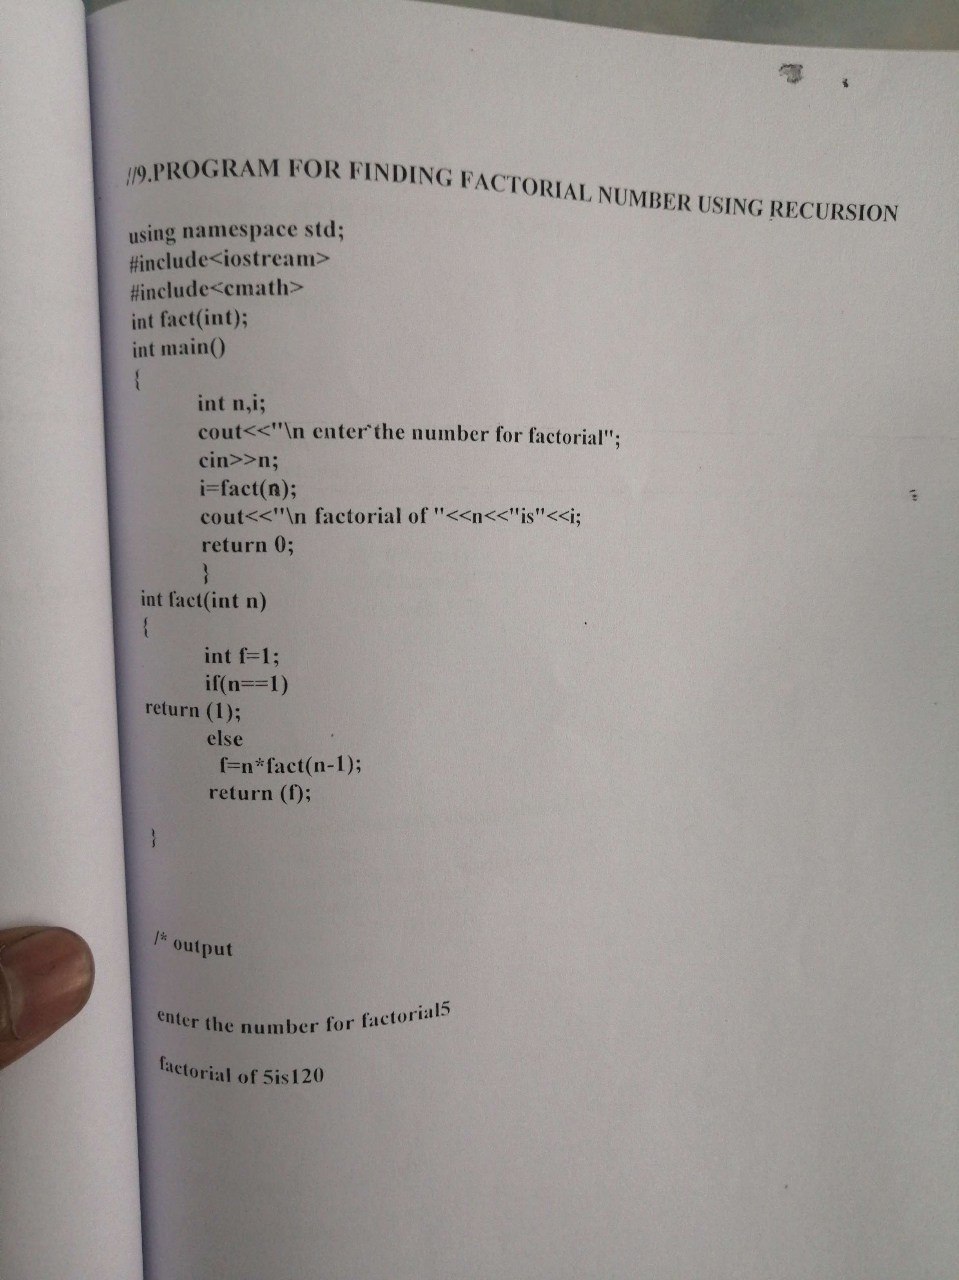 //9.PROGRAM FOR FINDING FACTORIAL NUMBER USING RECURSION
using namespace std;
#include<iostream>
#include<cmath>
int fact(int);
int main()
{
int n,i;
cout<<"\n enter the number for factorial";
cin>>n;
i=fact(n);
cout<<"\n factorial of "<<n<<"is"<<i;
return 0;
}
int fact(int n)
{
int f=1;
if(n==1)
return (1);
else
f=n*fact(n-1);
return (f);
}
/* output
enter the number for factorial5
factorial of 5is120